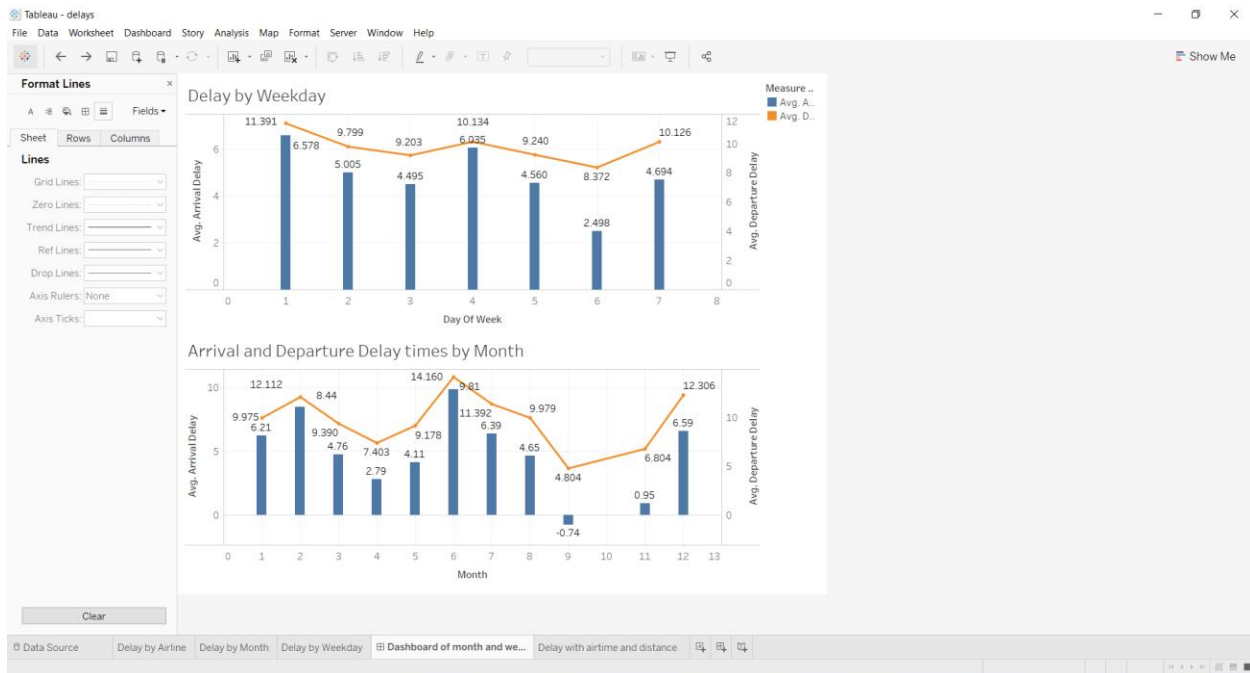 Tableau - delays
File Data Worksheet Dashboard Story Analysis Map Format Server Window Help
Show Me
Format Lines
Fields
Sheet Rows Columns
Lines
Grid Lines:
Zero Lines:
Trend Lines:
Ref Lines:
Drop Lines:
Axis Rulers: None
Axis Ticks:
Clear
Delay by Weekday
Measure ..
Avg. A..
Avg. D..
Avg. Arrival Delay
6
4
2
0
11.391
9.799
9.203
10.134
9.240
8.372
10.126
6.578
5.005
4.495
6.035
4.560
2.498
4.694
12
10
8
6
4
2
0
Avg. Departure Delay
0 1 2 3 4 5 6 7 8
Day Of Week
Arrival and Departure Delay times by Month
Avg. Arrival Delay
10
5
0
9.975
12.112
9.390
7.403
9.178
14.160
11.392
9.979
4.804
6.804
12.306
6.21
8.44
4.76
2.79
4.11
9.81
6.39
4.65
-0.74
0.95
6.59
10
5
0
Avg. Departure Delay
0 1 2 3 4 5 6 7 8 9 10 11 12 13
Month
Data Source Delay by Airline Delay by Month Delay by Weekday Dashboard of month and we... Delay with airtime and distance